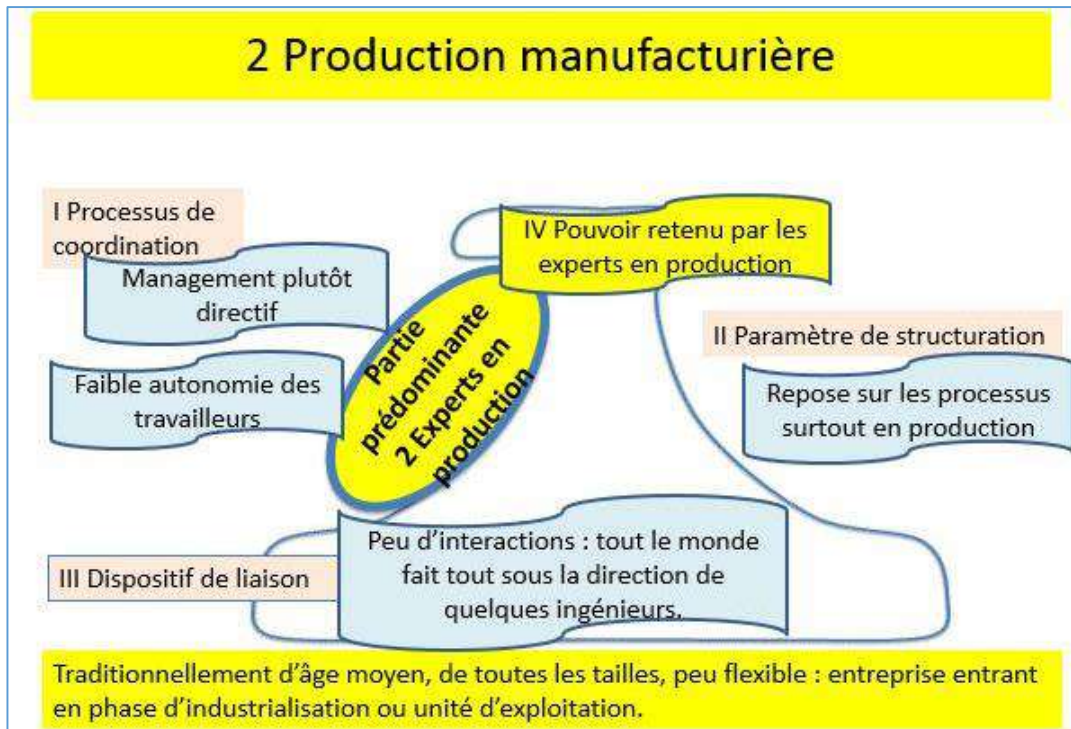 2 Production manufacturière
I Processus de
coordination
Management plutôt
directif
Faible autonomie des
travailleurs
Partie
prédominante
2 Experts en
production
IV Pouvoir retenu par les
experts en production
II Paramètre de structuration
Repose sur les processus
surtout en production
III Dispositif de liaison
Peu d'interactions : tout le monde
fait tout sous la direction de
quelques ingénieurs.
Traditionnellement d'âge moyen, de toutes les tailles, peu flexible : entreprise entrant
en phase d'industrialisation ou unité d'exploitation.